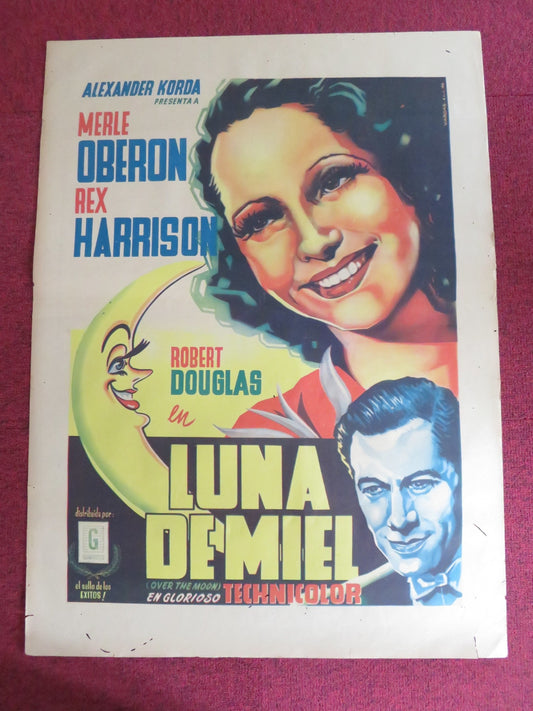 ALEXANDER KORDA
PRESENTA A
MERLE
OBERON
REX
HARRISON
ROBERT
DOUGLAS
en
LUNA
DE MIEL
(OVER THE MOON)
EN GLORIOSO TECHNICOLOR
distribuida por:
G
el sello de los
EXITOS!